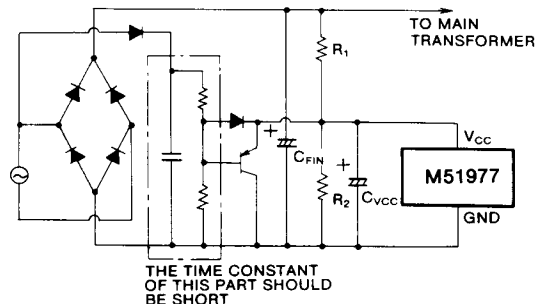 TO MAIN
TRANSFORMER
R1
+
CFIN
+
R2
CVCC
VCC
M51977
GND
THE TIME CONSTANT
OF THIS PART SHOULD
BE SHORT